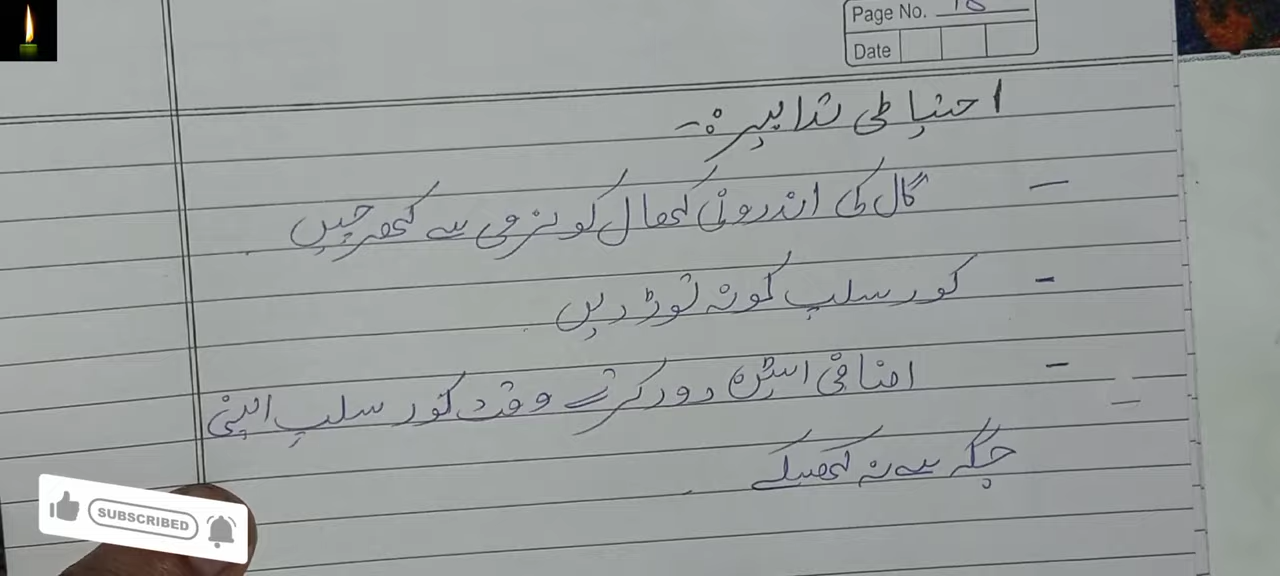 Page No. 18
Date
احتیاطی تدابیر :-
- گال کی اندرونی کھال کو نرمی سے کھرچیں
- کور سلپ کو نہ توڑ دیں
- اضافی اسٹین دور کرتے وقت کور سلپ اپنی
جگہ سے نہ کھسکے
SUBSCRIBED